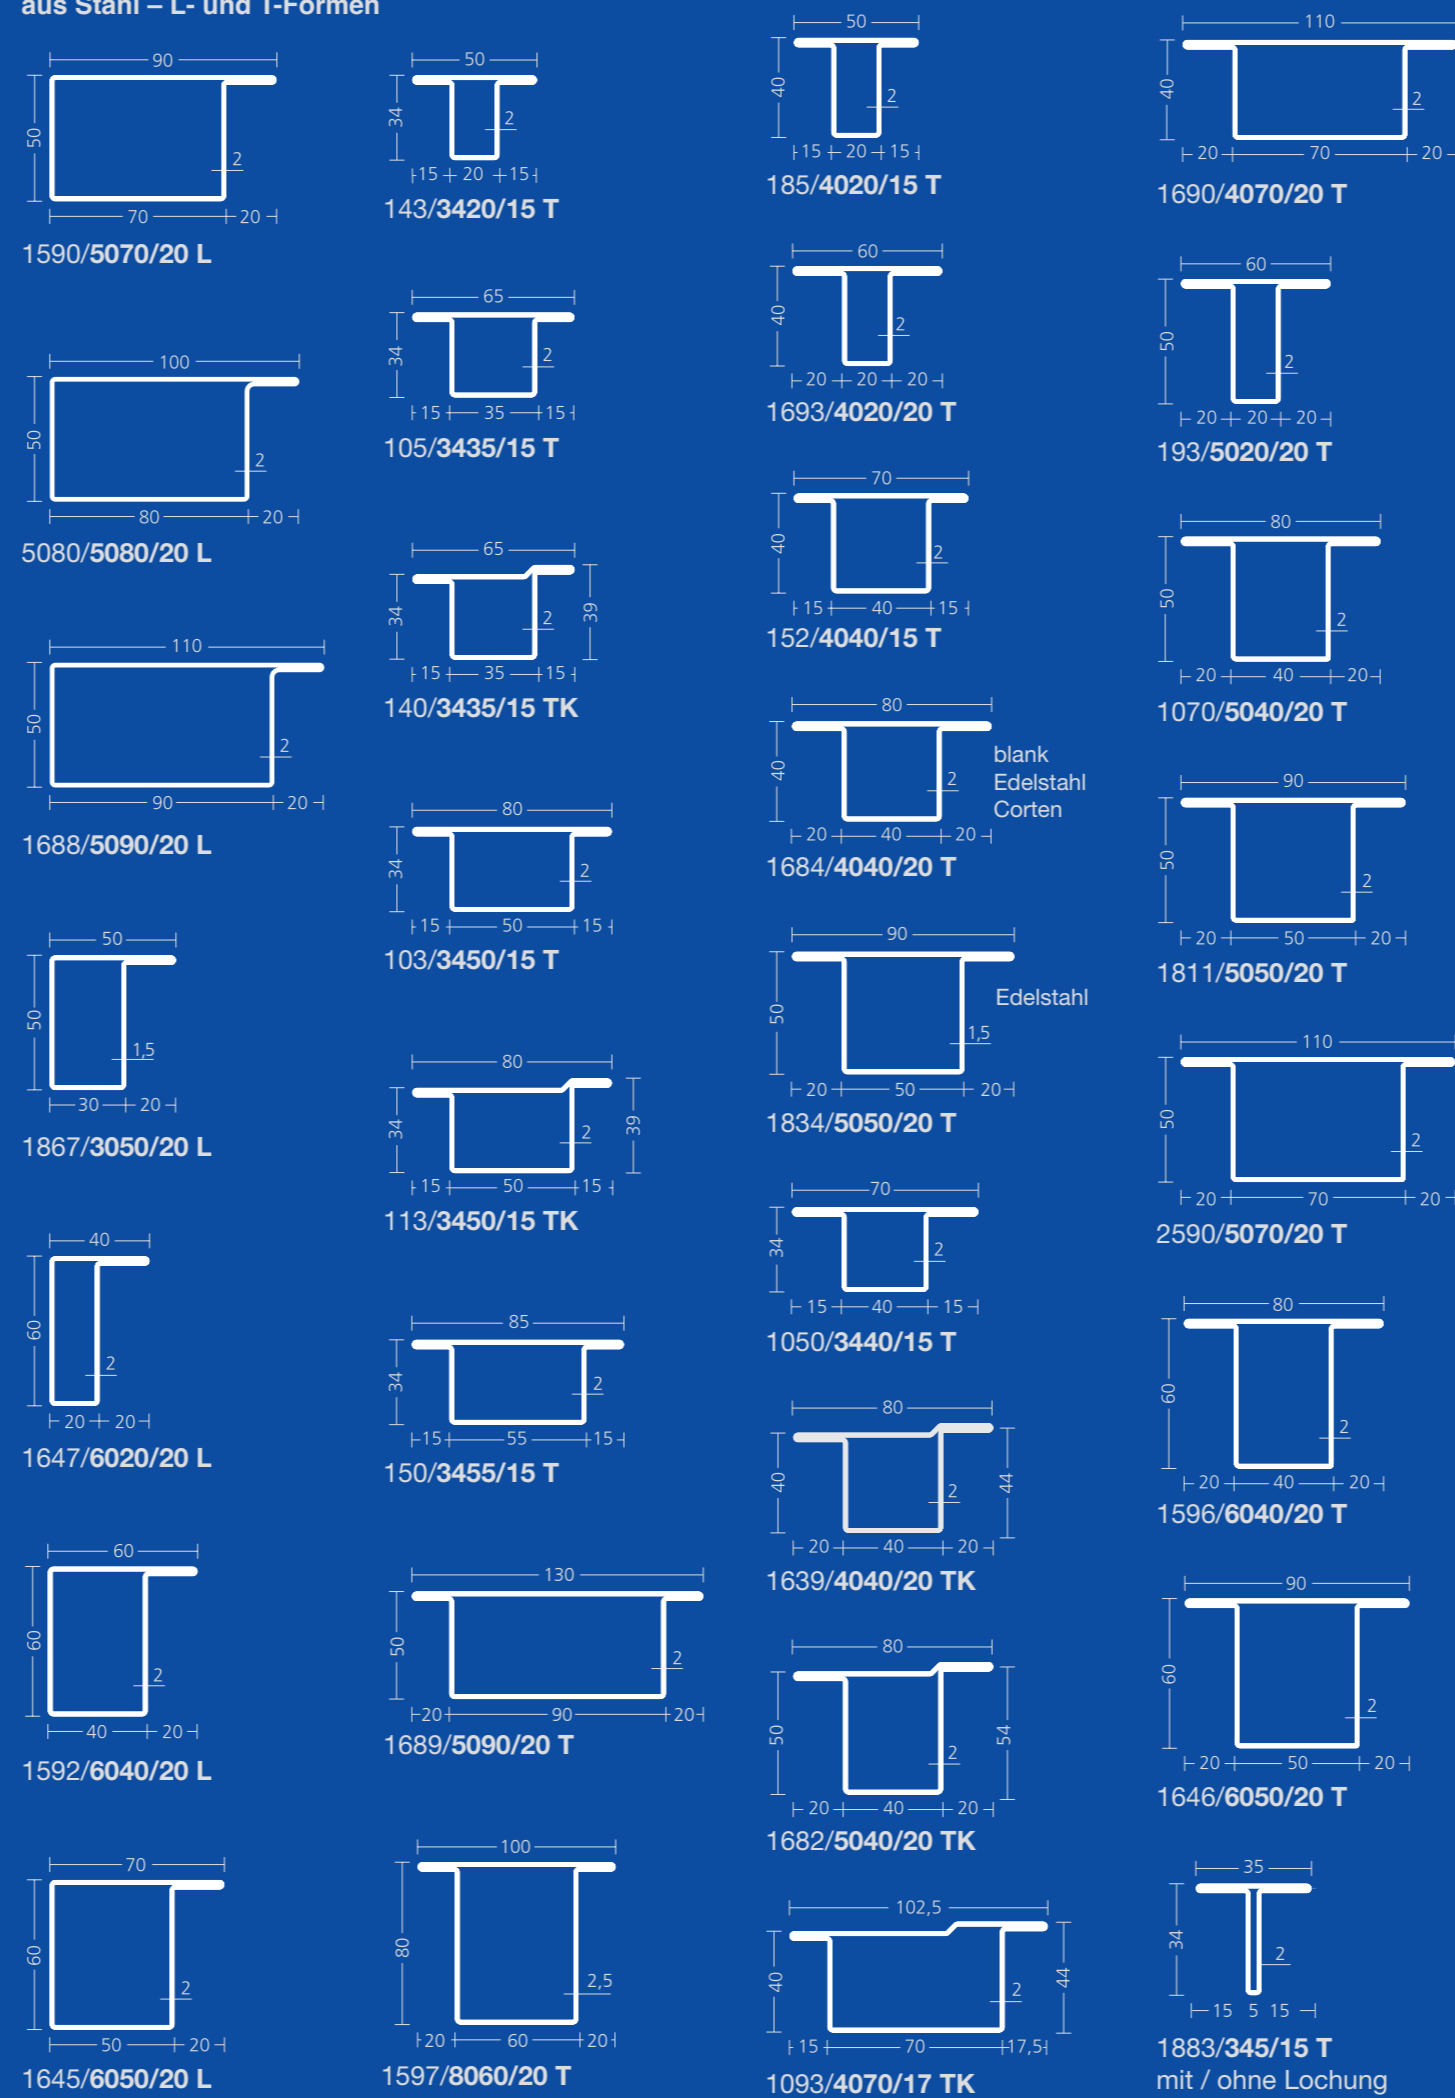 aus Stahl – L- und T-Formen
90
50
2
70 20
1590/5070/20 L
100
50
2
80 20
5080/5080/20 L
110
50
2
90 20
1688/5090/20 L
50
50
1,5
30 20
1867/3050/20 L
40
60
2
20 20
1647/6020/20 L
60
60
2
40 20
1592/6040/20 L
70
60
2
50 20
1645/6050/20 L
50
34
2
15 20 15
143/3420/15 T
65
34
2
15 35 15
105/3435/15 T
65
34
2
39
15 35 15
140/3435/15 TK
80
34
2
15 50 15
103/3450/15 T
80
34
2
39
15 50 15
113/3450/15 TK
85
34
2
15 55 15
150/3455/15 T
130
50
2
20 90 20
1689/5090/20 T
100
80
2,5
20 60 20
1597/8060/20 T
50
40
2
15 20 15
185/4020/15 T
60
40
2
20 20 20
1693/4020/20 T
70
40
2
15 40 15
152/4040/15 T
80
40
2
blank
Edelstahl
Corten
20 40 20
1684/4040/20 T
90
50
Edelstahl
1,5
20 50 20
1834/5050/20 T
70
34
2
15 40 15
1050/3440/15 T
80
40
2
44
20 40 20
1639/4040/20 TK
80
50
2
54
20 40 20
1682/5040/20 TK
102,5
40
2
44
15 70 17,5
1093/4070/17 TK
110
40
2
20 70 20
1690/4070/20 T
60
50
2
20 20 20
193/5020/20 T
80
50
2
20 40 20
1070/5040/20 T
90
50
2
20 50 20
1811/5050/20 T
110
50
2
20 70 20
2590/5070/20 T
80
60
2
20 40 20
1596/6040/20 T
90
60
2
20 50 20
1646/6050/20 T
35
34
2
15 5 15
1883/345/15 T
mit / ohne Lochung